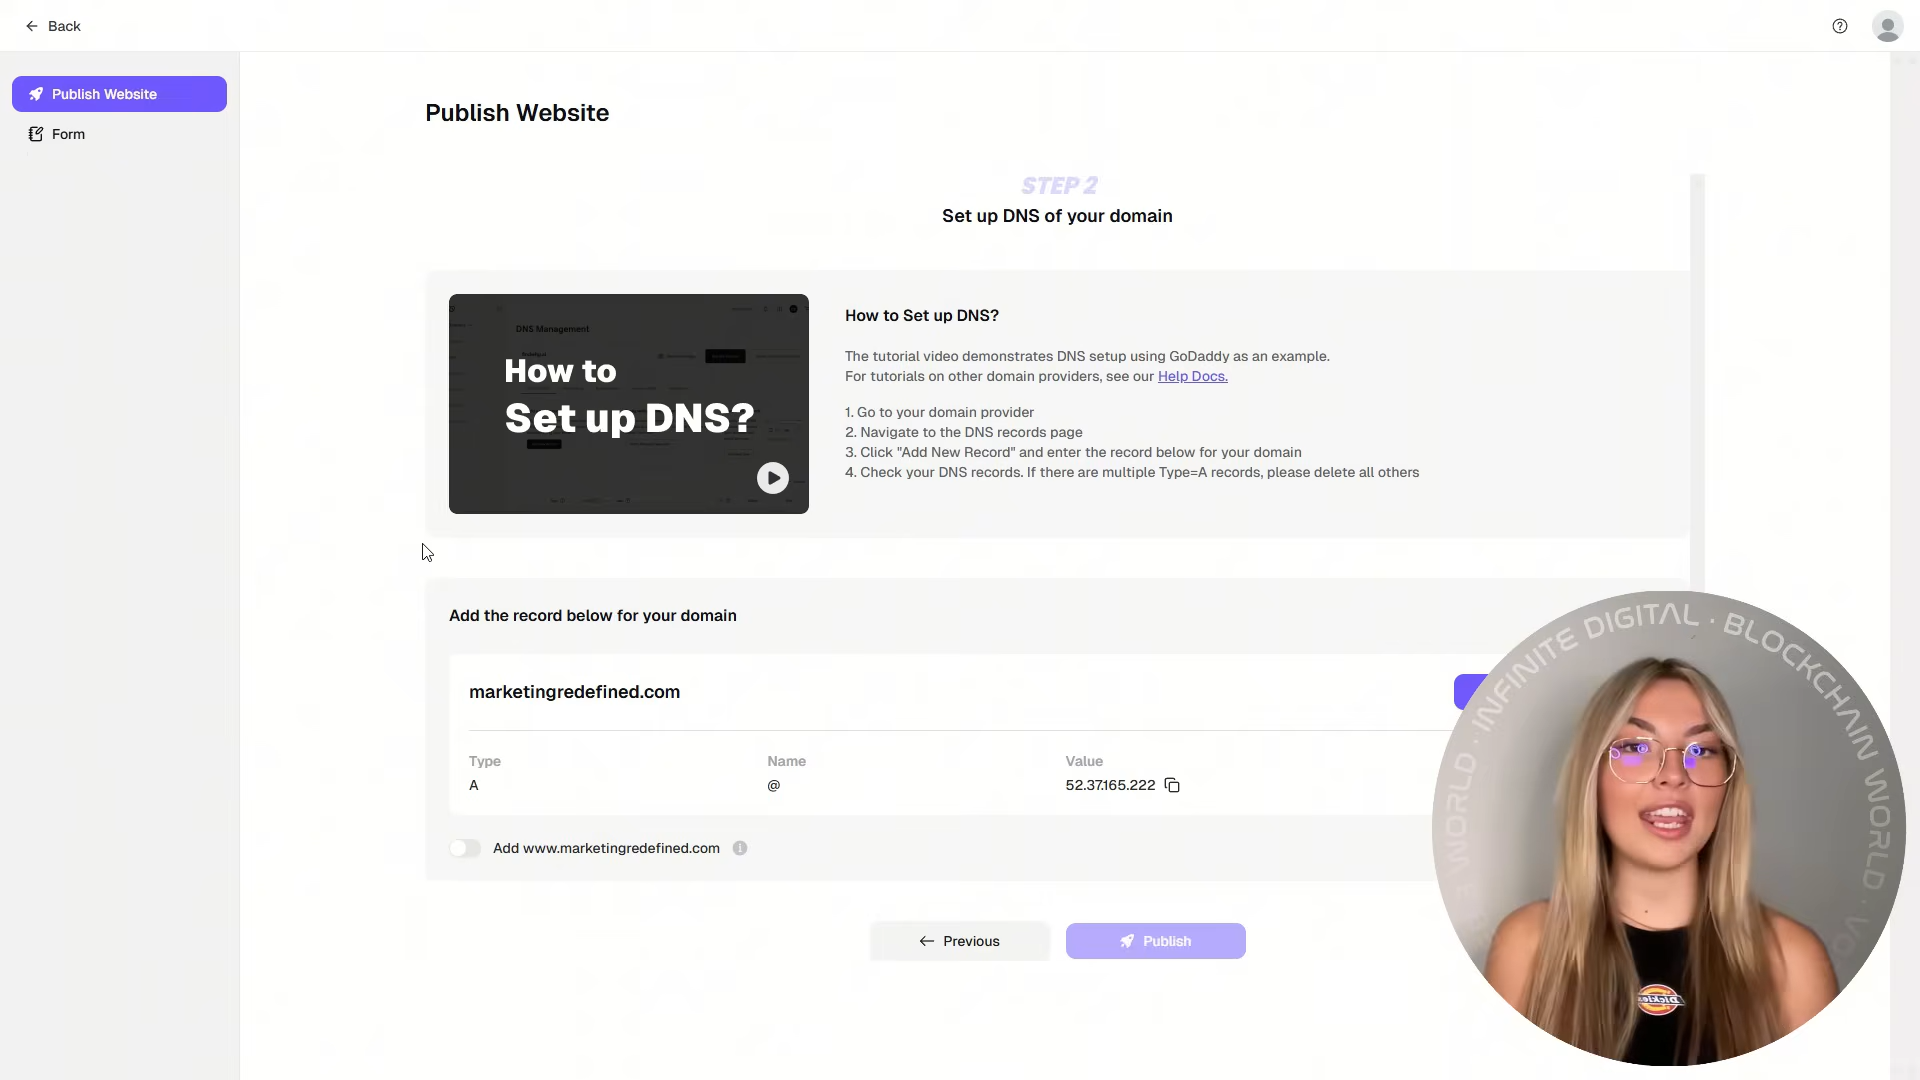 Back
Publish Website
Form
Publish Website
STEP 2
Set up DNS of your domain
DNS Management
How to
Set up DNS?
How to Set up DNS?
The tutorial video demonstrates DNS setup using GoDaddy as an example.
For tutorials on other domain providers, see our Help Docs.
1. Go to your domain provider
2. Navigate to the DNS records page
3. Click "Add New Record" and enter the record below for your domain
4. Check your DNS records. If there are multiple Type=A records, please delete all others
Add the record below for your domain
marketingredefined.com
Type
Name
Value
A
@
52.37.165.222
Add www.marketingredefined.com
Previous
Publish
WORLD · INFINITE DIGITAL · BLOCKCHAIN WORLD
Dickies